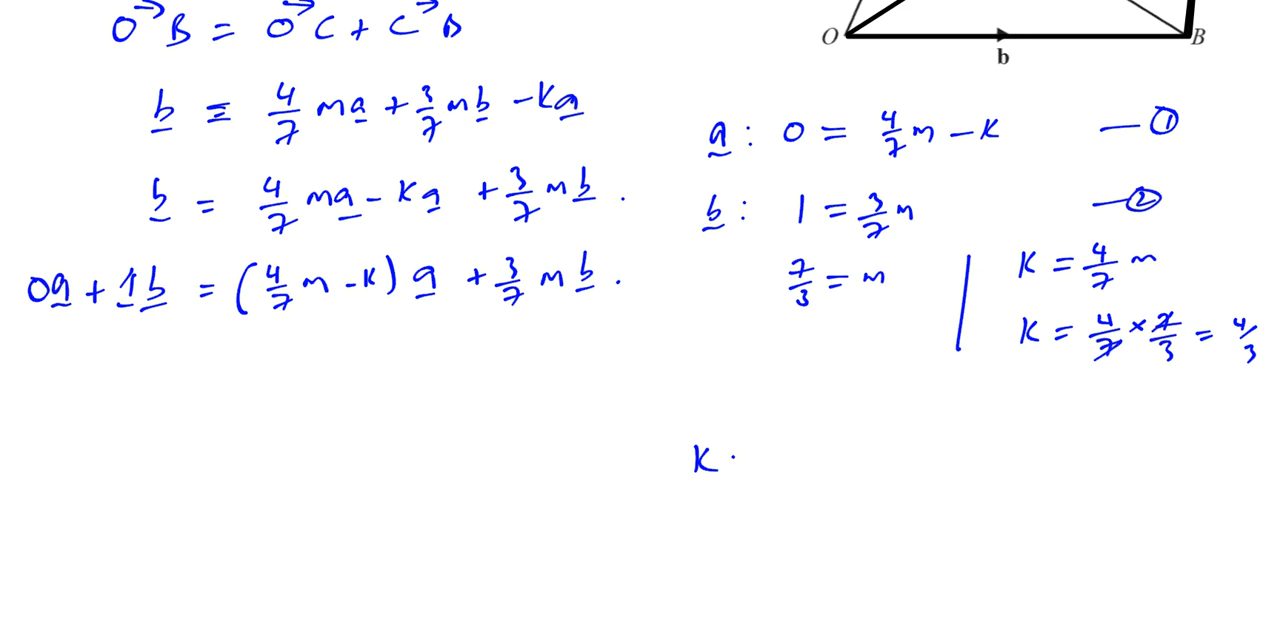 O→B = O→C + C→B
b = 4/7 ma + 3/7 mb - ka
b = 4/7 ma - ka + 3/7 mb .
0a + 1b = (4/7 m - k) a + 3/7 m b .
O
B
b
a : 0 = 4/7 m - k — ①
b : 1 = 3/7 m — ②
7/3 = m
k = 4/7 m
k = 4/7 × 7/3 = 4/3
k .